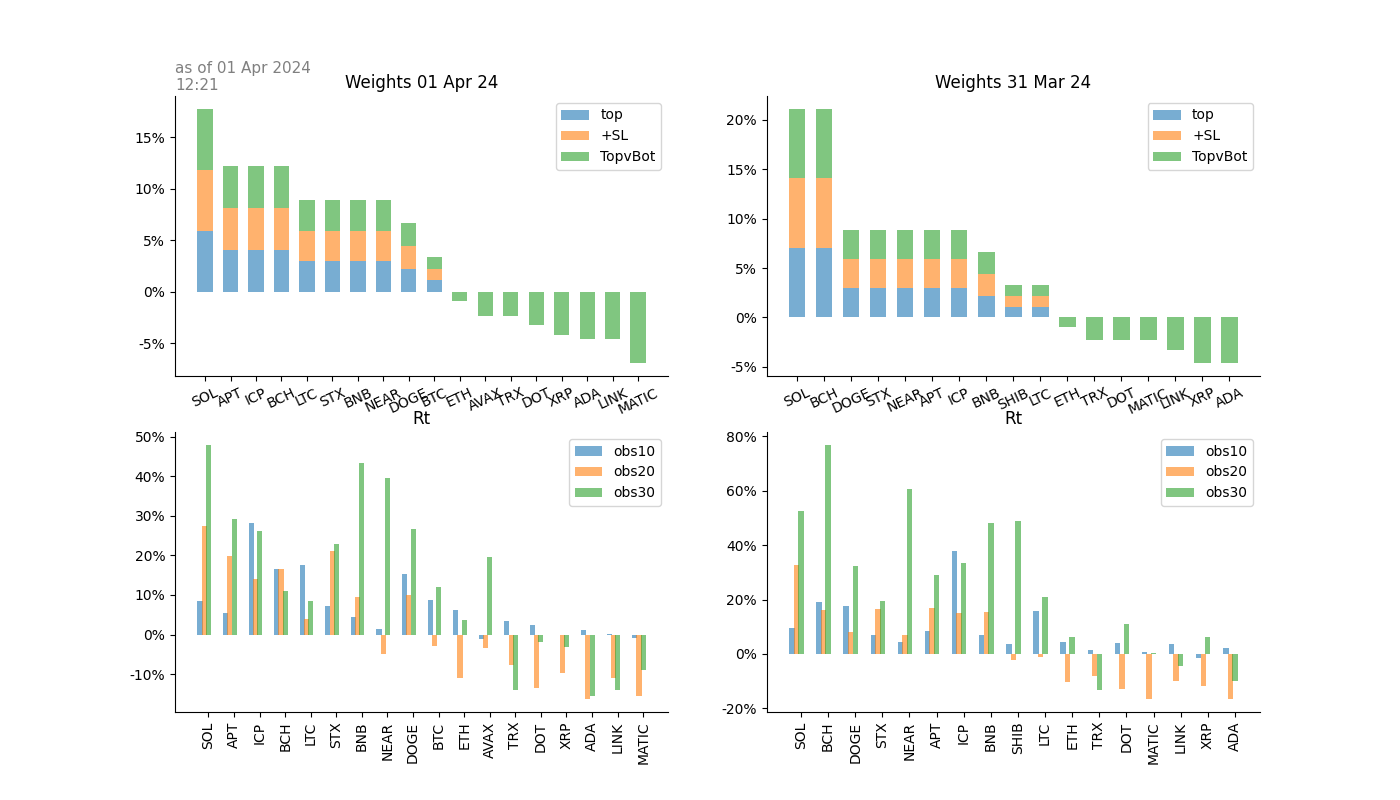 as of 01 Apr 2024
12:21
Weights 01 Apr 24
15%
10%
5%
0%
-5%
top
+SL
TopvBot
SOL APT ICP BCH LTC STX BNB NEAR DOGE BTC ETH AVAX TRX DOT XRP ADA LINK MATIC
Weights 31 Mar 24
20%
15%
10%
5%
0%
-5%
top
+SL
TopvBot
SOL BCH DOGE STX NEAR APT ICP BNB SHIB LTC ETH TRX DOT MATIC LINK XRP ADA
Rt
50%
40%
30%
20%
10%
0%
-10%
obs10
obs20
obs30
SOL APT ICP BCH LTC STX BNB NEAR DOGE BTC ETH AVAX TRX DOT XRP ADA LINK MATIC
Rt
80%
60%
40%
20%
0%
-20%
obs10
obs20
obs30
SOL BCH DOGE STX NEAR APT ICP BNB SHIB LTC ETH TRX DOT MATIC LINK XRP ADA